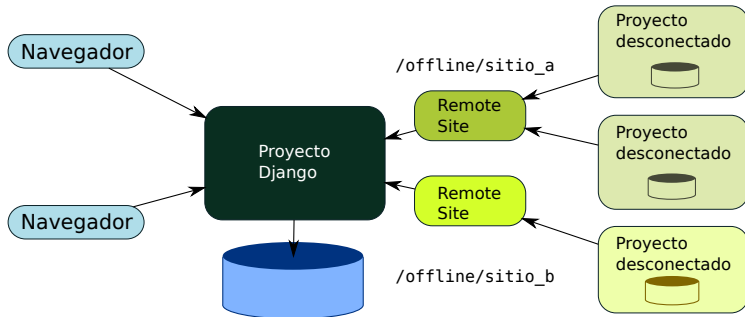 Navegador
Navegador
Proyecto
Django
/offline/sitio_a
Remote
Site
Remote
Site
/offline/sitio_b
Proyecto
desconectado
Proyecto
desconectado
Proyecto
desconectado